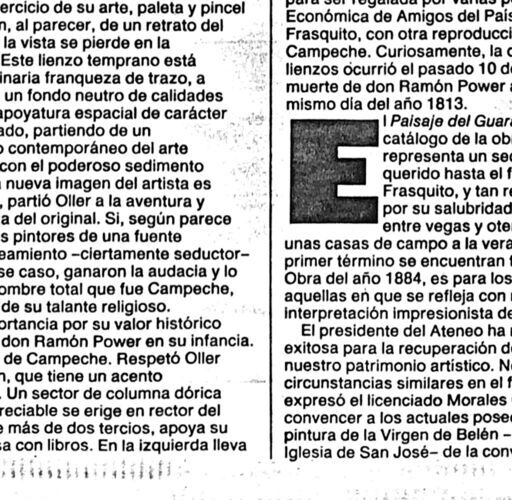 ercicio de su arte, paleta y pincel
n, al parecer, de un retrato del
la vista se pierde en la
Este lienzo temprano está
inaria franqueza de trazo, a
un fondo neutro de calidades
apoyatura espacial de carácter
ado, partiendo de un
o contemporáneo del arte
con el poderoso sedimento
a nueva imagen del artista es
, partió Oller a la aventura y
a del original. Si, según parece
s pintores de una fuente
eamiento –ciertamente seductor–
se caso, ganaron la audacia y lo
ombre total que fue Campeche,
de su talante religioso.
ortancia por su valor histórico
don Ramón Power en su infancia.
de Campeche. Respetó Oller
n, que tiene un acento
. Un sector de columna dórica
reciable se erige en rector del
e más de dos tercios, apoya su
sa con libros. En la izquierda lleva
para ser regalada por varias p
Económica de Amigos del País
Frasquito, con otra reproducci
Campeche. Curiosamente, la d
lienzos ocurrió el pasado 10 de
muerte de don Ramón Power a
mismo día del año 1813.
El Paisaje del Guara
catálogo de la ob
representa un sec
querido hasta el f
Frasquito, y tan re
por su salubridad
entre vegas y ote
unas casas de campo a la vera
primer término se encuentran f
Obra del año 1884, es para los
aquellas en que se refleja con
interpretación impresionista de
El presidente del Ateneo ha r
exitosa para la recuperación de
nuestro patrimonio artístico. N
circunstancias similares en el f
expresó el licenciado Morales
convencer a los actuales posee
pintura de la Virgen de Belén –
Iglesia de San José– de la conv